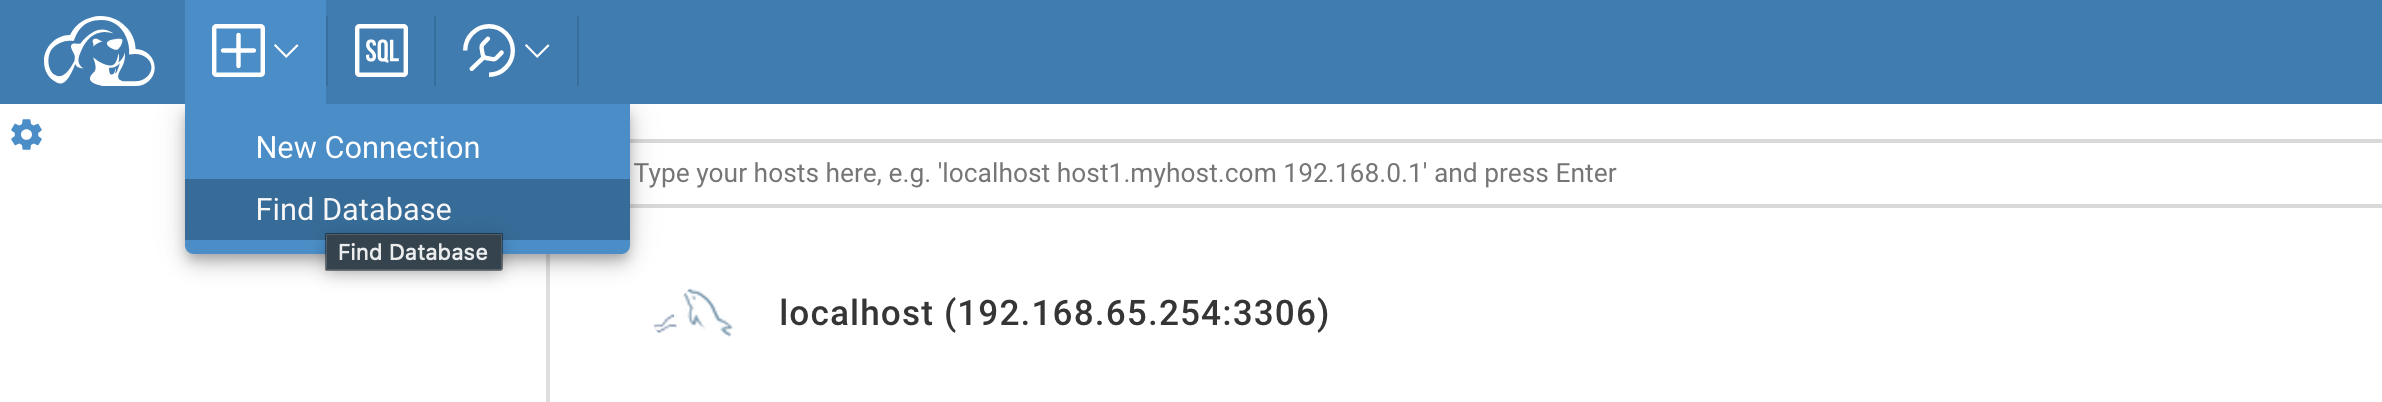 SQL
New Connection
Find Database
Find Database
Type your hosts here, e.g. 'localhost host1.myhost.com 192.168.0.1' and press Enter
localhost (192.168.65.254:3306)